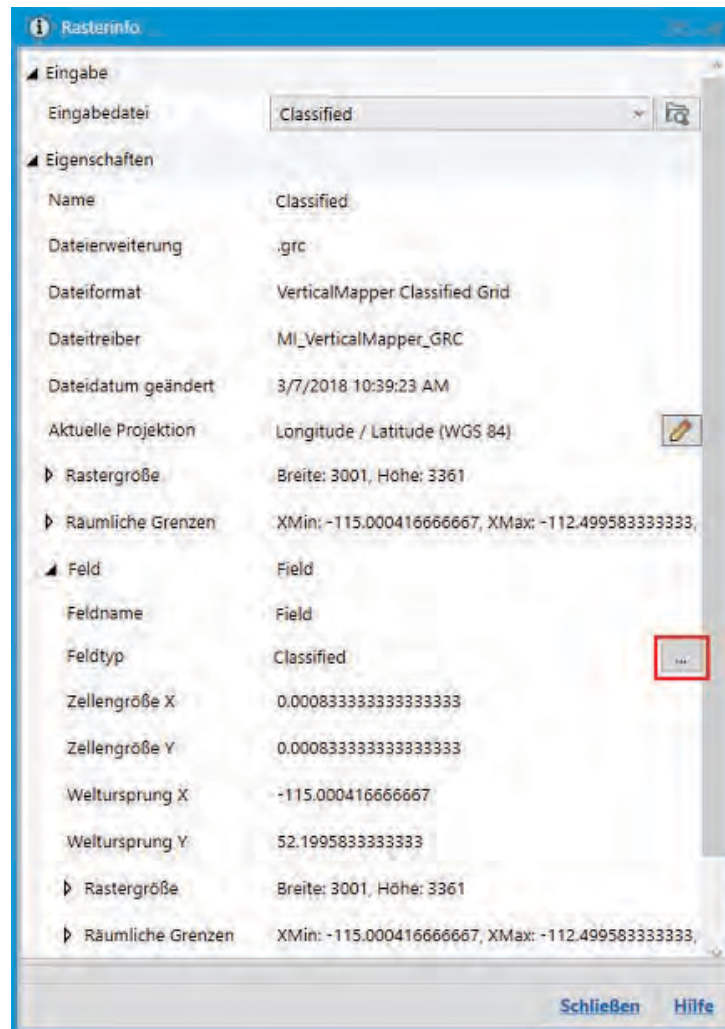 Rasterinfo
Eingabe
Eingabedatei Classified
Eigenschaften
Name Classified
Dateierweiterung .grc
Dateiformat VerticalMapper Classified Grid
Dateitreiber MI_VerticalMapper_GRC
Dateidatum geändert 3/7/2018 10:39:23 AM
Aktuelle Projektion Longitude / Latitude (WGS 84)
Rastergröße Breite: 3001, Höhe: 3361
Räumliche Grenzen XMin: -115.000416666667, XMax: -112.499583333333,
Feld Field
Feldname Field
Feldtyp Classified ...
Zellengröße X 0.000833333333333333
Zellengröße Y 0.000833333333333333
Weltursprung X -115.000416666667
Weltursprung Y 52.1995833333333
Rastergröße Breite: 3001, Höhe: 3361
Räumliche Grenzen XMin: -115.000416666667, XMax: -112.499583333333,
Schließen Hilfe